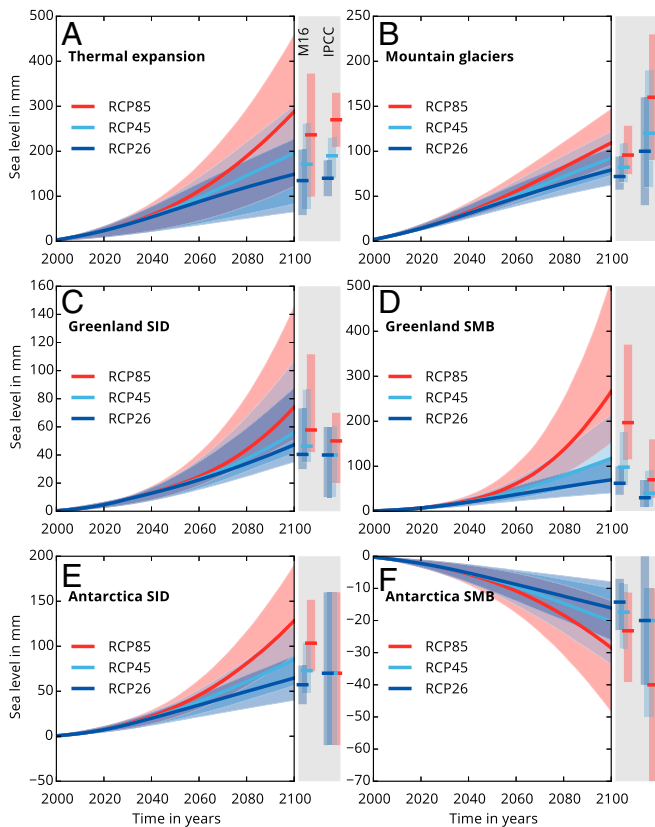 A
Thermal expansion
M16
IPCC
Sea level in mm
500
400
300
200
100
0
RCP85
RCP45
RCP26
2000 2020 2040 2060 2080 2100
B
Mountain glaciers
250
200
150
100
50
0
RCP85
RCP45
RCP26
2000 2020 2040 2060 2080 2100
C
Greenland SID
Sea level in mm
160
140
120
100
80
60
40
20
0
RCP85
RCP45
RCP26
2000 2020 2040 2060 2080 2100
D
Greenland SMB
500
400
300
200
100
0
RCP85
RCP45
RCP26
2000 2020 2040 2060 2080 2100
E
Antarctica SID
Sea level in mm
200
150
100
50
0
−50
RCP85
RCP45
RCP26
2000 2020 2040 2060 2080 2100
Time in years
F
Antarctica SMB
0
−10
−20
−30
−40
−50
−60
−70
RCP85
RCP45
RCP26
2000 2020 2040 2060 2080 2100
Time in years